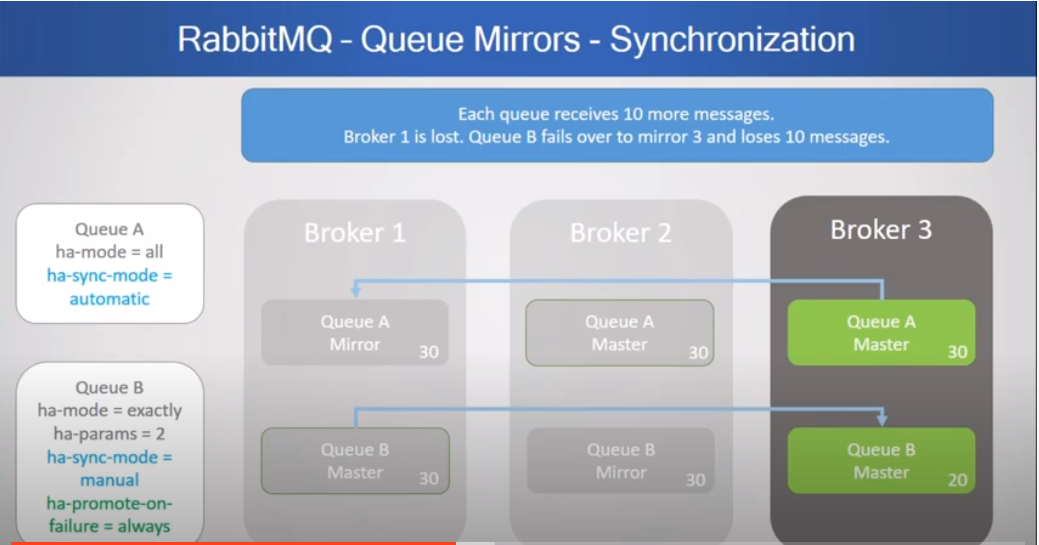 RabbitMQ - Queue Mirrors - Synchronization
Each queue receives 10 more messages.
Broker 1 is lost. Queue B fails over to mirror 3 and loses 10 messages.
Queue A
ha-mode = all
ha-sync-mode =
automatic
Queue B
ha-mode = exactly
ha-params = 2
ha-sync-mode =
manual
ha-promote-on-
failure = always
Broker 1
Queue A
Mirror
30
Queue B
Master
30
Broker 2
Queue A
Master
30
Queue B
Mirror
30
Broker 3
Queue A
Master
30
Queue B
Master
20